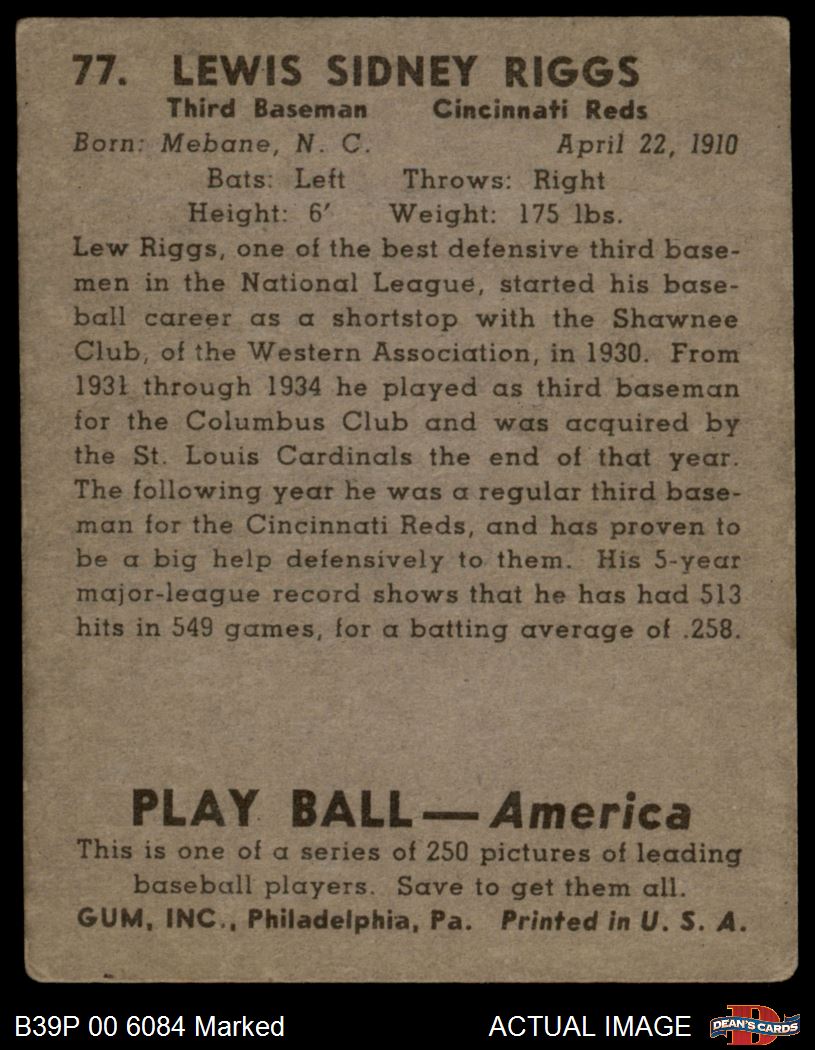 77. LEWIS SIDNEY RIGGS
Third Baseman Cincinnati Reds
Born: Mebane, N. C. April 22, 1910
Bats: Left Throws: Right
Height: 6′ Weight: 175 lbs.
Lew Riggs, one of the best defensive third base-
men in the National League, started his base-
ball career as a shortstop with the Shawnee
Club, of the Western Association, in 1930. From
1931 through 1934 he played as third baseman
for the Columbus Club and was acquired by
the St. Louis Cardinals the end of that year.
The following year he was a regular third base-
man for the Cincinnati Reds, and has proven to
be a big help defensively to them. His 5-year
major-league record shows that he has had 513
hits in 549 games, for a batting average of .258.
PLAY BALL—America
This is one of a series of 250 pictures of leading
baseball players. Save to get them all.
GUM, INC., Philadelphia, Pa. Printed in U. S. A.
B39P 00 6084 Marked ACTUAL IMAGE DEAN'S CARDS